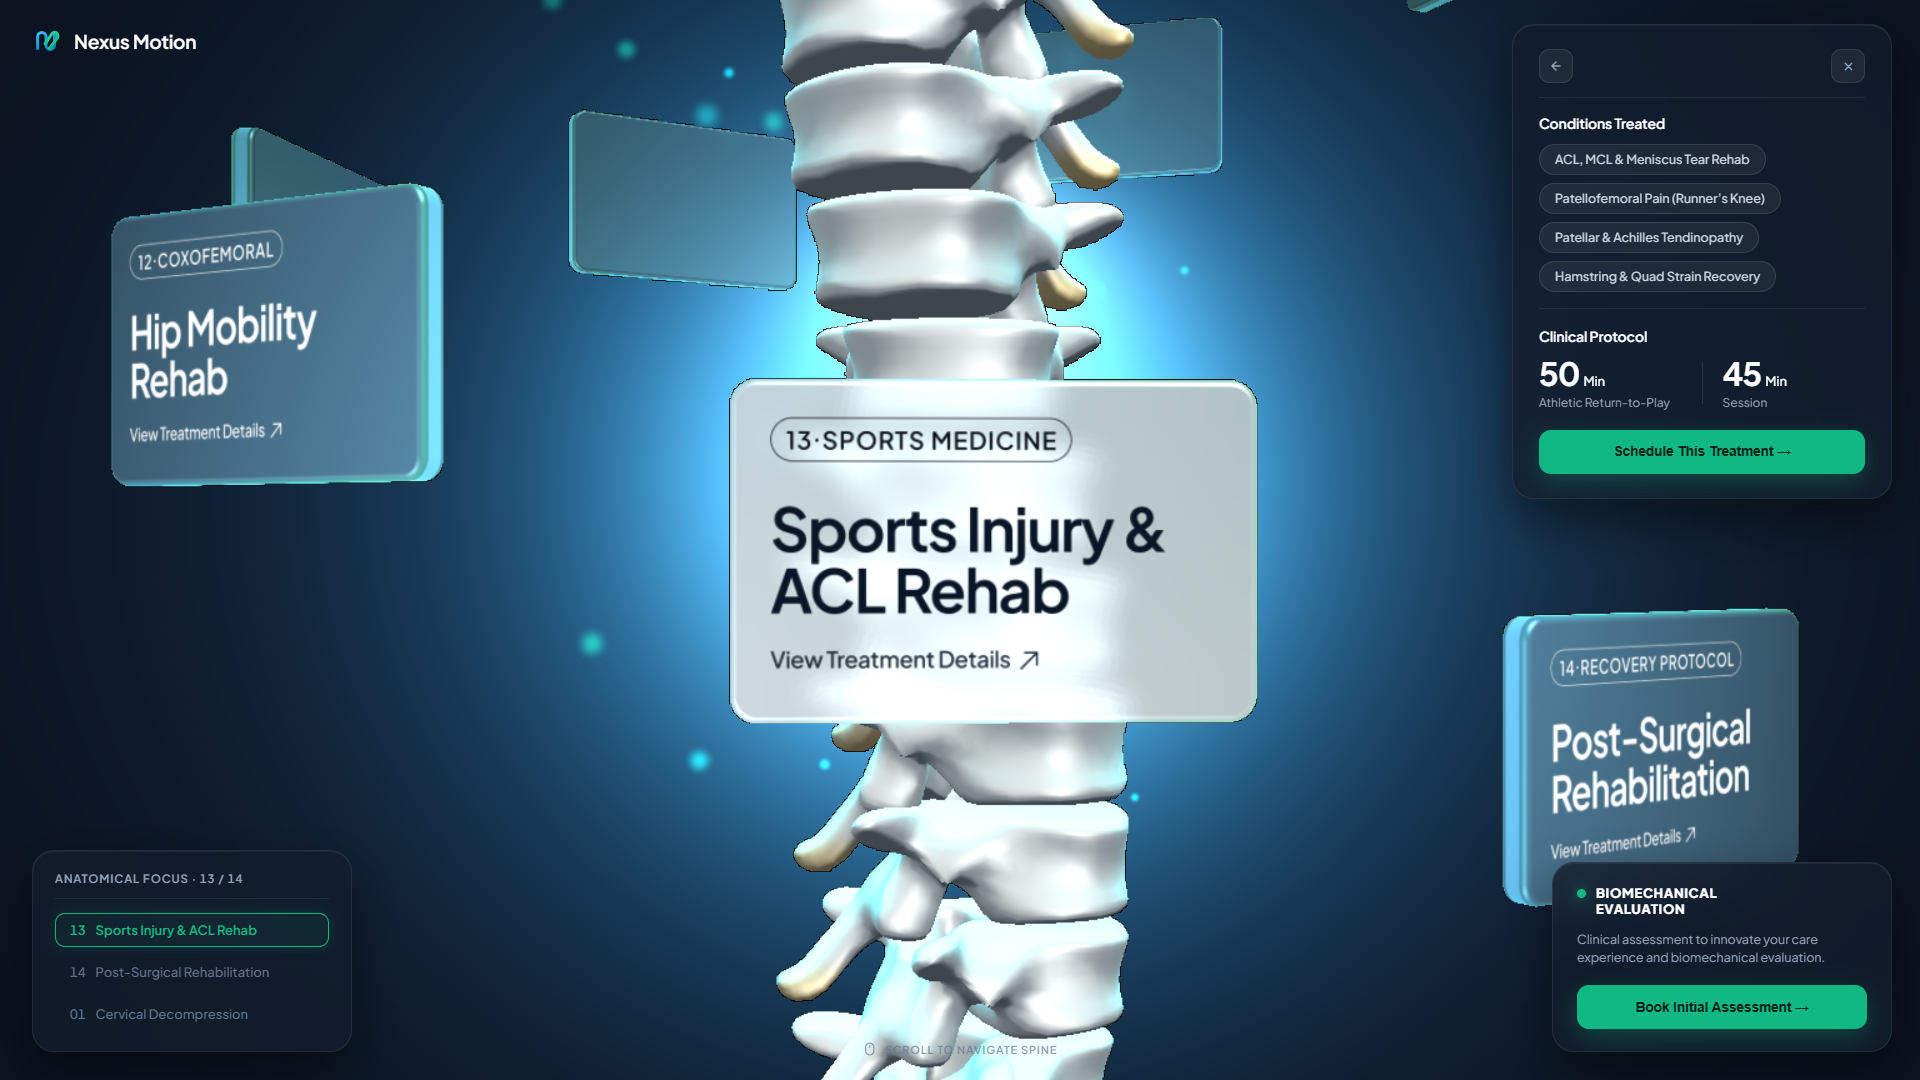 Nexus Motion
12·COXOFEMORAL
Hip Mobility
Rehab
View Treatment Details ↗
13·SPORTS MEDICINE
Sports Injury &
ACL Rehab
View Treatment Details ↗
Conditions Treated
ACL, MCL & Meniscus Tear Rehab
Patellofemoral Pain (Runner's Knee)
Patellar & Achilles Tendinopathy
Hamstring & Quad Strain Recovery
Clinical Protocol
50 Min
Athletic Return-to-Play
45 Min
Session
Schedule This Treatment →
14·RECOVERY PROTOCOL
Post-Surgical
Rehabilitation
View Treatment Details ↗
ANATOMICAL FOCUS · 13 / 14
13 Sports Injury & ACL Rehab
14 Post-Surgical Rehabilitation
01 Cervical Decompression
SCROLL TO NAVIGATE SPINE
BIOMECHANICAL
EVALUATION
Clinical assessment to innovate your care
experience and biomechanical evaluation.
Book Initial Assessment →